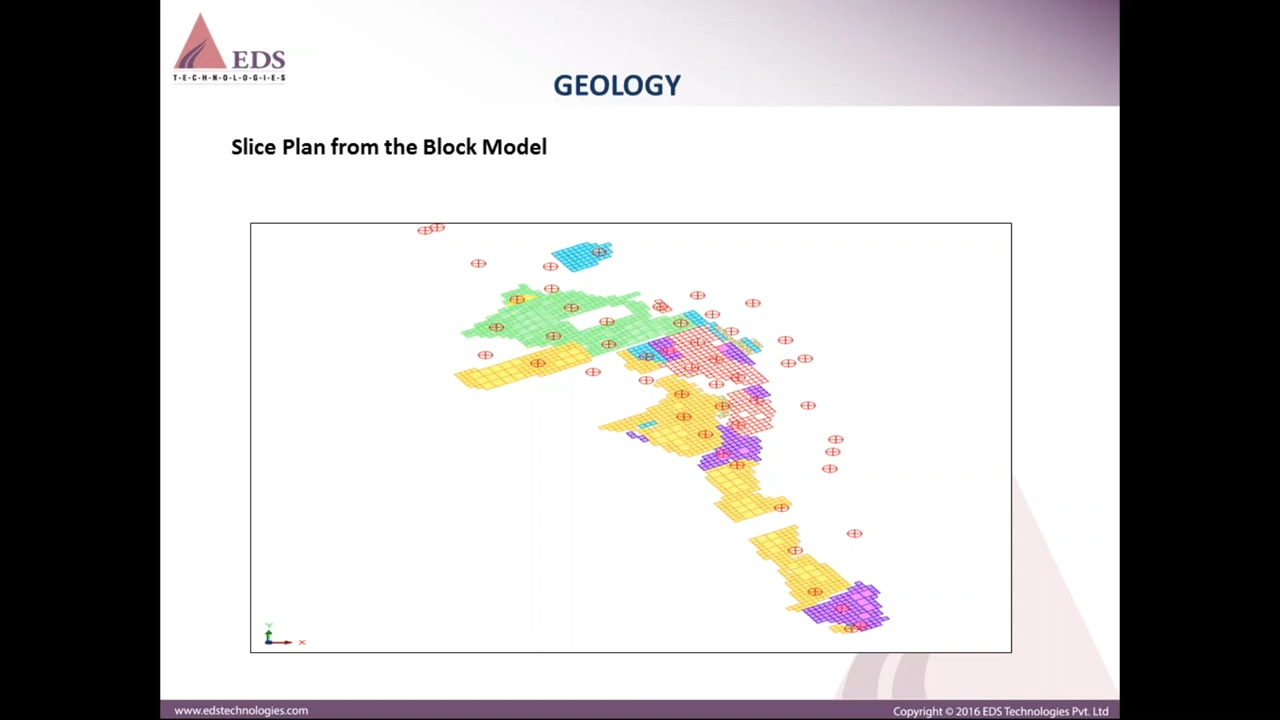 EDS
T·E·C·H·N·O·L·O·G·I·E·S
GEOLOGY
Slice Plan from the Block Model
Y
X
www.edstechnologies.com
Copyright © 2016 EDS Technologies Pvt. Ltd